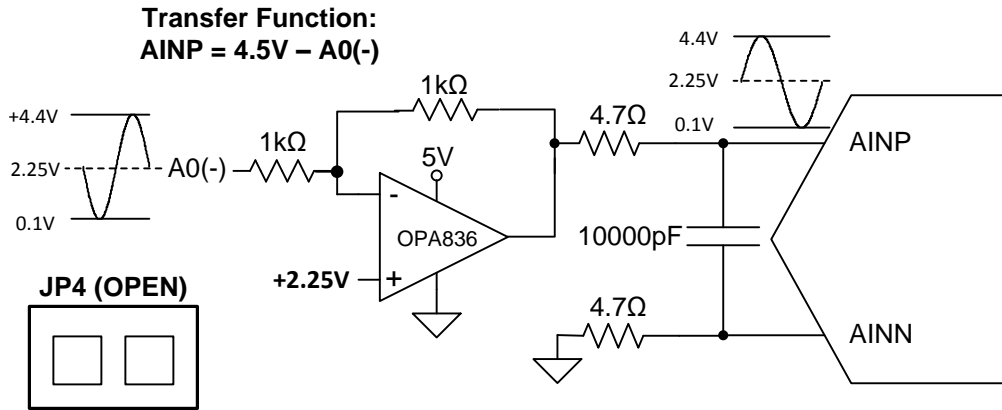 Transfer Function:
AINP = 4.5V – A0(-)
4.4V
2.25V
0.1V
1kΩ
4.7Ω
+4.4V
2.25V
0.1V
A0(-)
1kΩ
5V
AINP
-
OPA836
+
+2.25V
10000pF
JP4 (OPEN)
4.7Ω
AINN